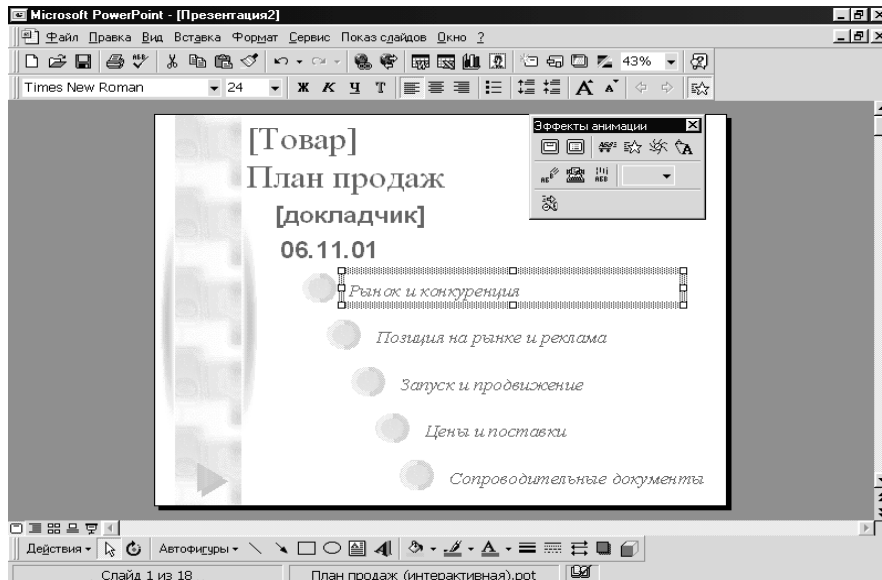 Microsoft PowerPoint - [Презентация2]
Файл Правка Вид Вставка Формат Сервис Показ слайдов Окно ?
43%
Times New Roman 24 Ж К Ч Т
[Товар]
План продаж
[докладчик]
06.11.01
Эффекты анимации
Рынок и конкуренция
Позиция на рынке и реклама
Запуск и продвижение
Цены и поставки
Сопроводительные документы
Действия Автофигуры
Слайд 1 из 18 План продаж (интерактивная).pot